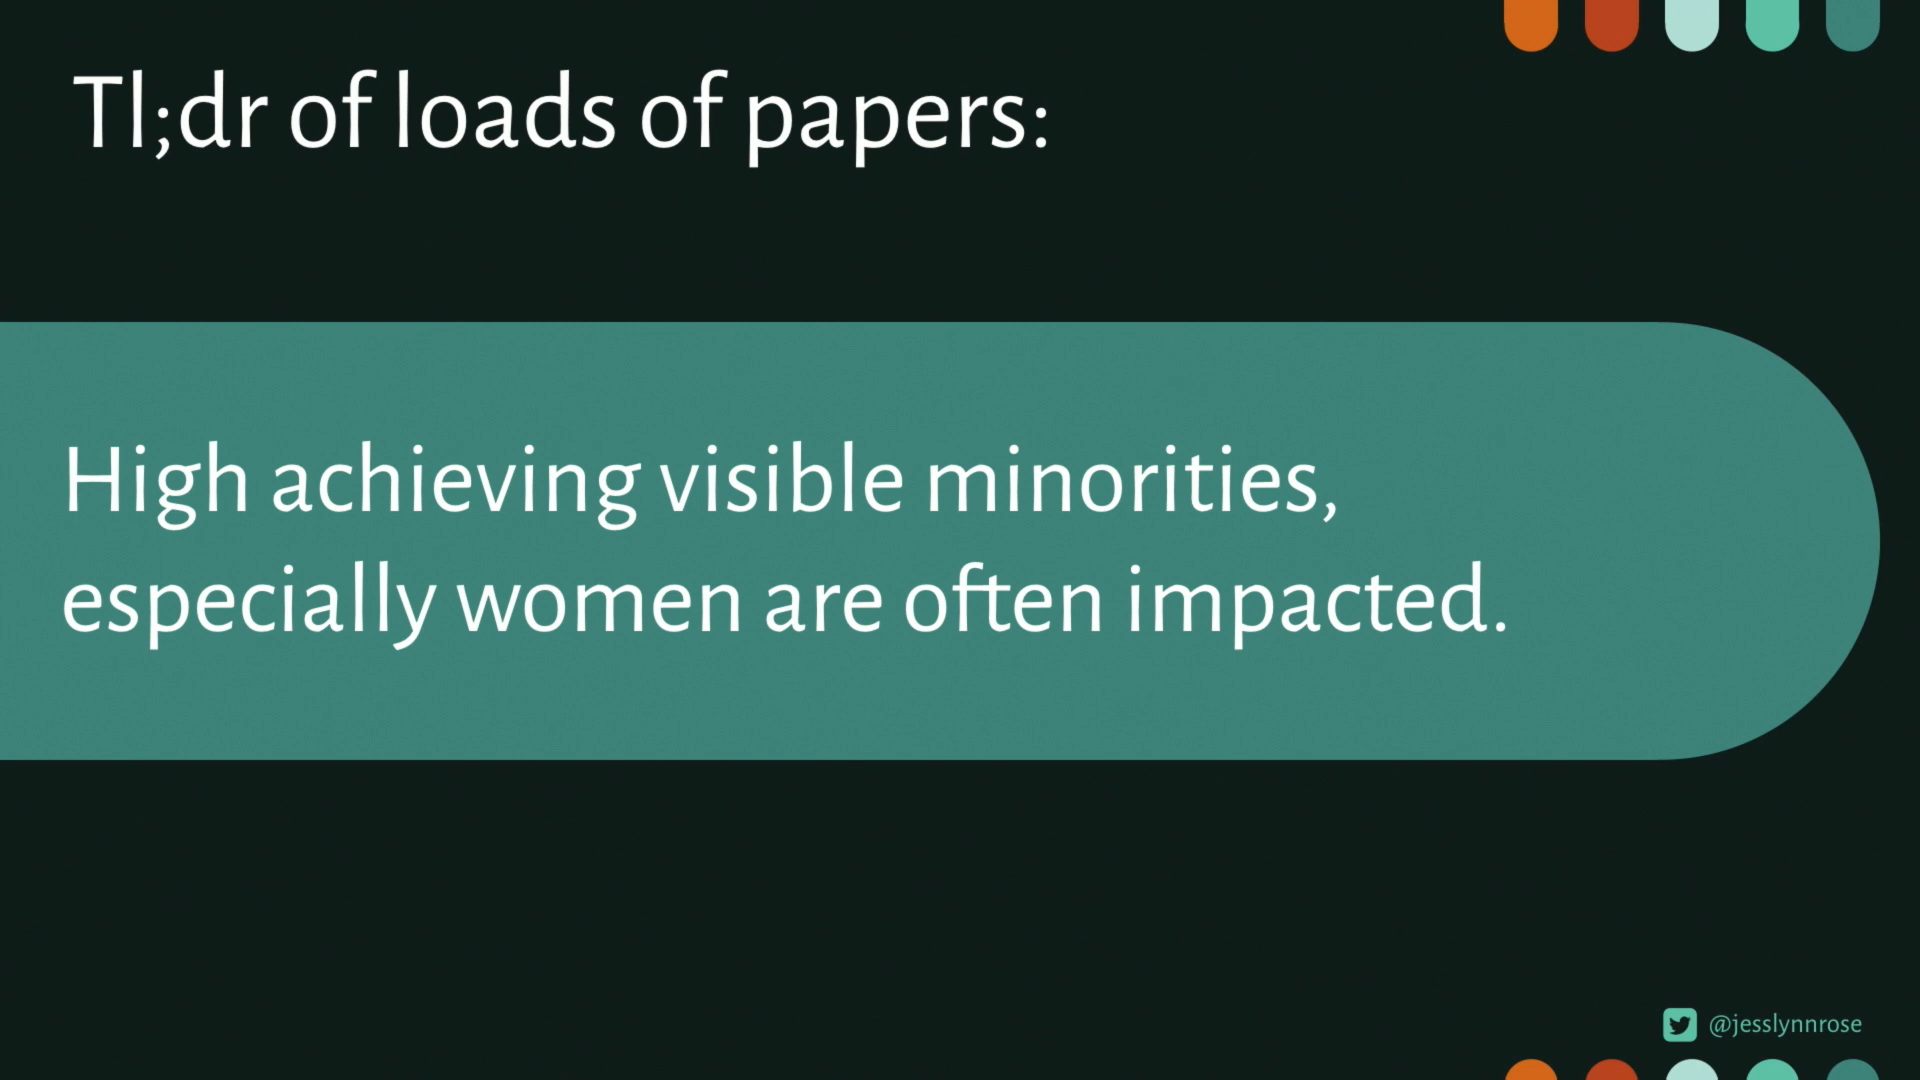 Tl;dr of loads of papers:
High achieving visible minorities,
especially women are often impacted.
@jesslynnrose